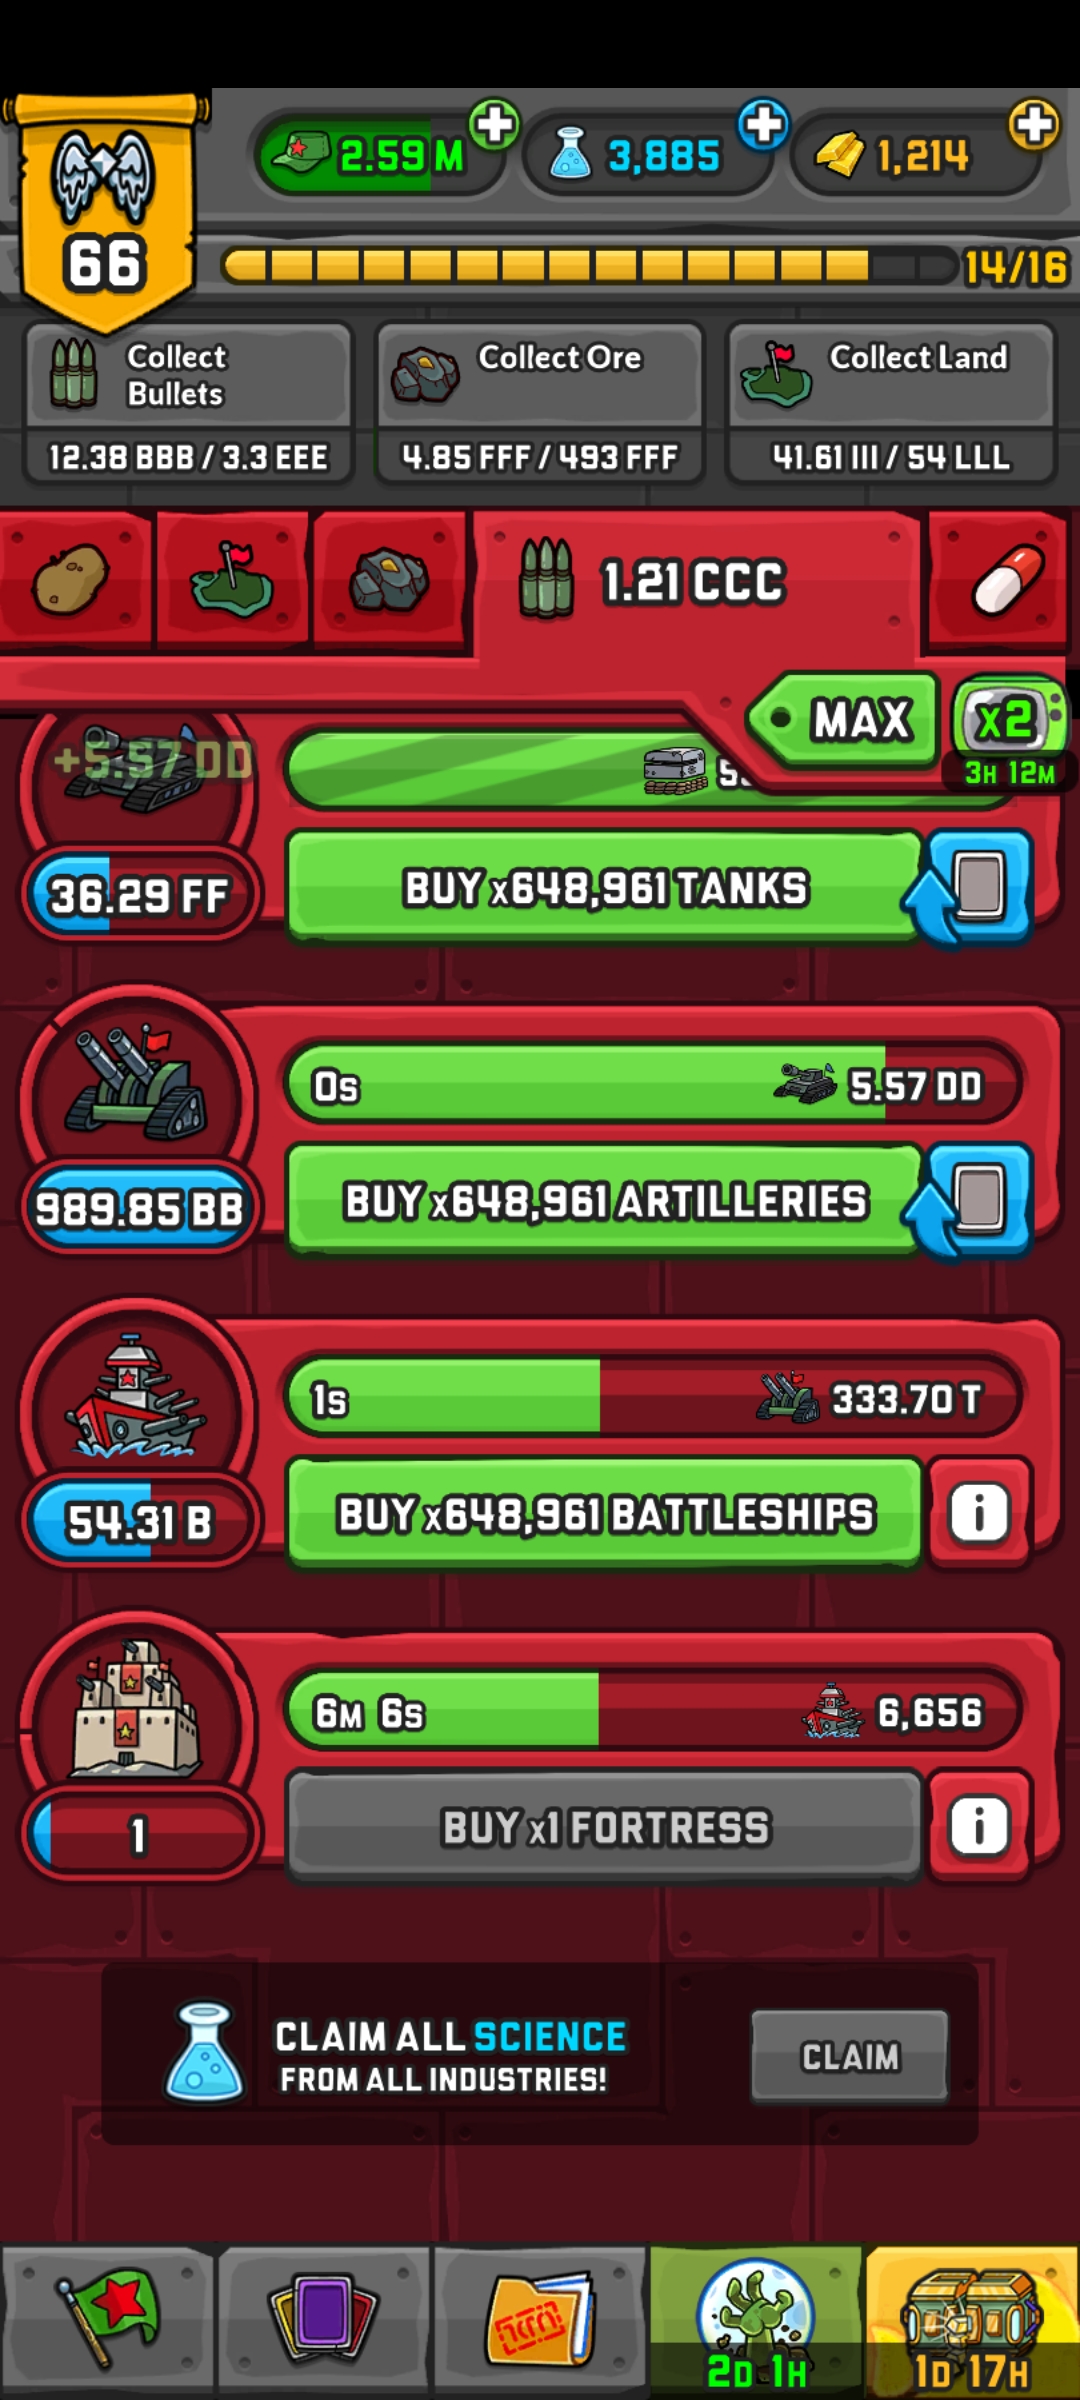 2.59 M
3,885
1,214
66
14/16
Collect
Bullets
Collect Ore
Collect Land
12.38 BBB / 3.3 EEE
4.85 FFF / 493 FFF
41.61 III / 54 LLL
1.21 CCC
MAX
x2
3H 12M
+5.57 DD
36.29 FF
BUY x648,961 TANKS
0s
5.57 DD
989.85 BB
BUY x648,961 ARTILLERIES
1s
333.70 T
54.31 B
BUY x648,961 BATTLESHIPS
i
6M 6s
6,656
1
BUY x1 FORTRESS
i
CLAIM ALL SCIENCE
FROM ALL INDUSTRIES!
CLAIM
2D 1H
1D 17H